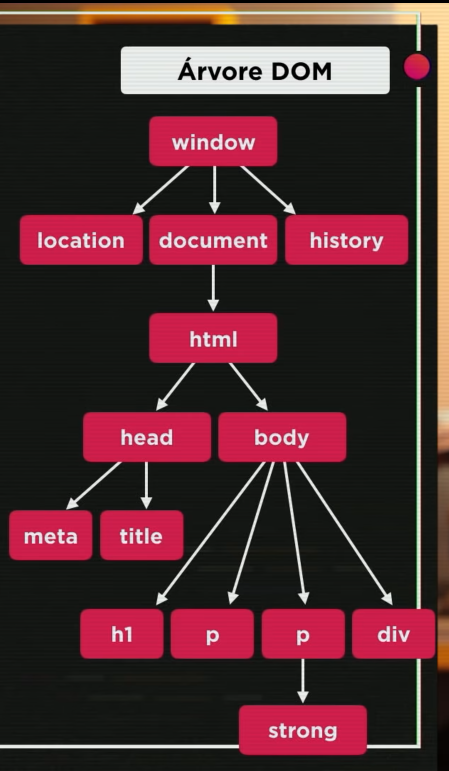 Árvore DOM
window
location document history
html
head body
meta title
h1 p p div
strong